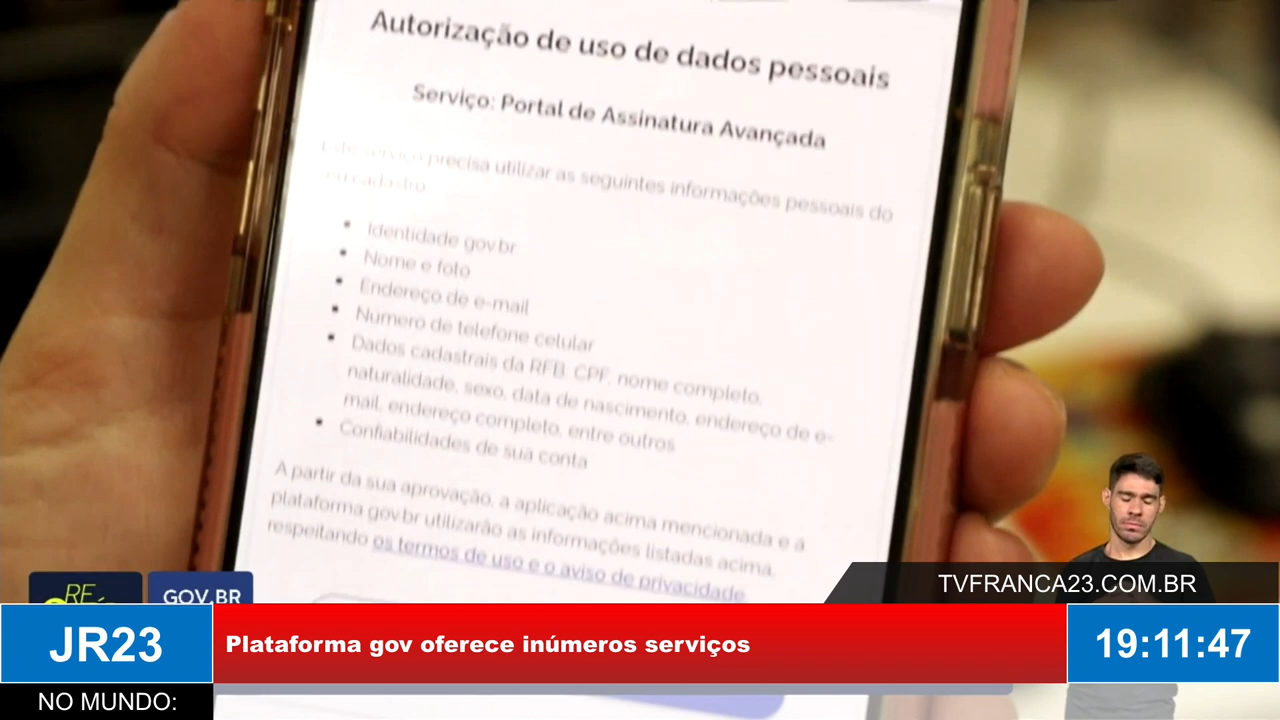 Autorização de uso de dados pessoais
Serviço: Portal de Assinatura Avançada
Este serviço precisa utilizar as seguintes informações pessoais do
cadastro
Identidade gov.br
Nome e foto
Endereço de e-mail
Número de telefone celular
Dados cadastrais da RFB: CPF, nome completo,
naturalidade, sexo, data de nascimento, endereço de e-
mail, endereço completo, entre outros
Confiabilidades de sua conta
A partir da sua aprovação, a aplicação acima mencionada e a
plataforma gov.br utilizarão as informações listadas acima,
respeitando os termos de uso e o aviso de privacidade.
GOV.BR
TVFRANCA23.COM.BR
JR23
Plataforma gov oferece inúmeros serviços
19:11:47
NO MUNDO: